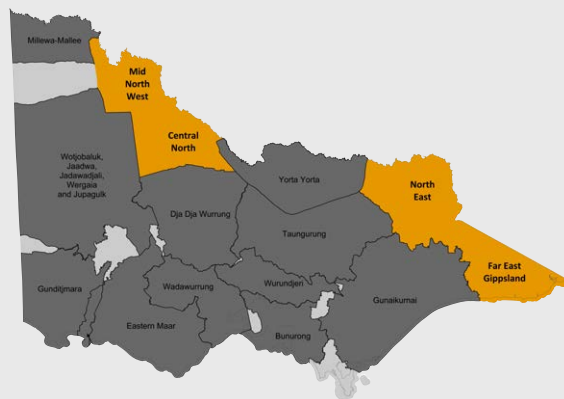 Millewa-Mallee
Mid
North
West
Central
North
Wotjobaluk,
Jaadwa,
Jadawadjali,
Wergaia
and Jupagulk
Yorta Yorta
North
East
Dja Dja Wurrung
Taungurung
Far East
Gippsland
Gunditjmara
Wadawurrung
Wurundjeri
Gunaikurnai
Eastern Maar
Bunurong